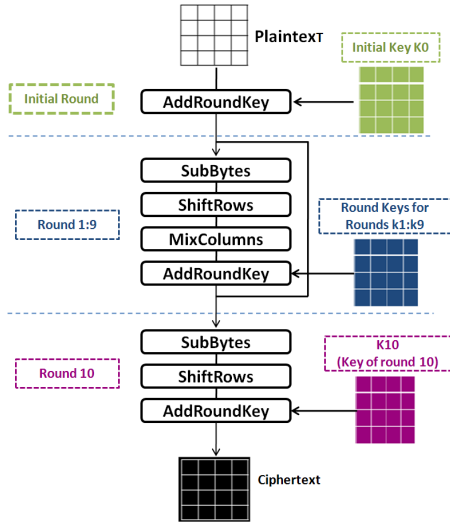 PlaintexT
Initial Key K0
Initial Round
AddRoundKey
SubBytes
ShiftRows
Round 1:9
MixColumns
AddRoundKey
Round Keys for
Rounds k1:k9
SubBytes
Round 10
ShiftRows
AddRoundKey
K10
(Key of round 10)
Ciphertext